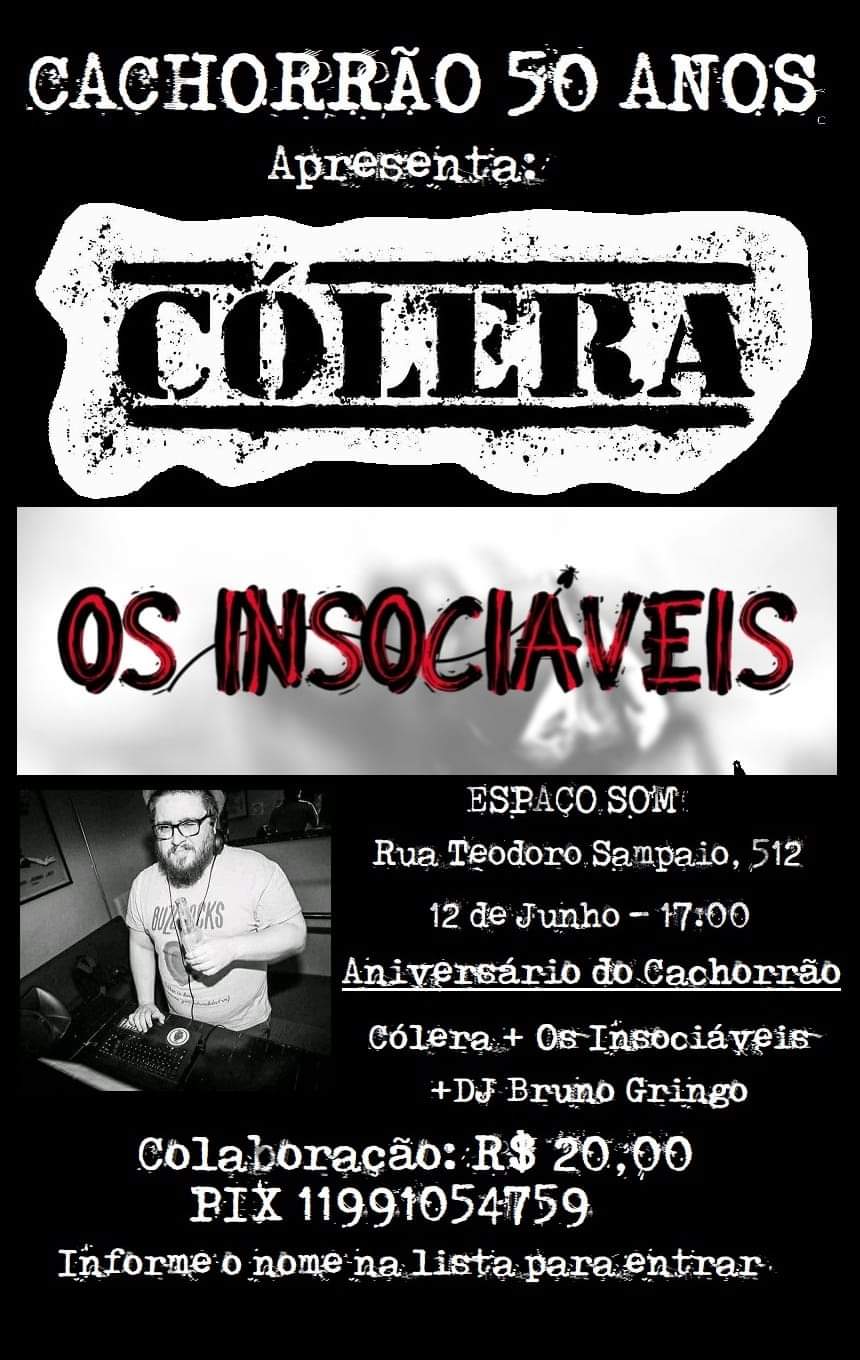 CACHORRÃO 50 ANOS
Apresenta:
CÓLERA
OS INSOCIÁVEIS
ESPAÇO SOM
Rua Teodoro Sampaio, 512
12 de Junho - 17:00
Aniversário do Cachorrão
Cólera + Os Insociáveis
+DJ Bruno Gringo
Colaboração: R$ 20,00
PIX 11991054759
Informe o nome na lista para entrar